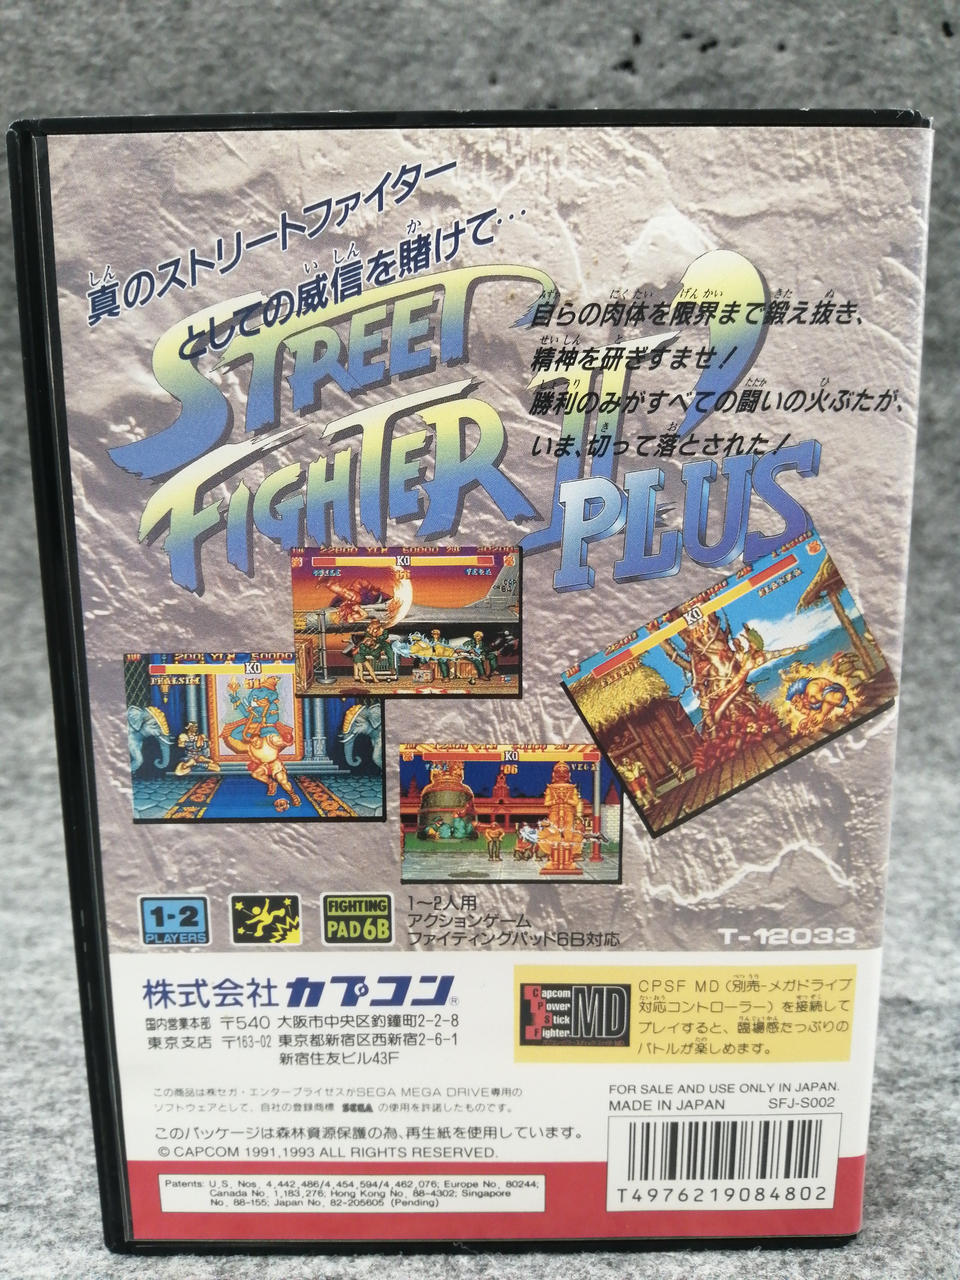 真のストリートファイター
としての威信を賭けて…
STREET
FIGHTER II'
PLUS
自らの肉体を限界まで鍛え抜き、
精神を研ぎすませ!
勝利のみがすべての闘いの火ぶたが、
いま、切って落とされた!
KO
KO
KO
KO
1-2
PLAYERS
FIGHTING
PAD 6B
1〜2人用
アクションゲーム
ファイティングパッド6B対応
T-12033
株式会社カプコン®
国内営業本部 〒540 大阪市中央区釣鐘町2-2-8
東京支店 〒163-02 東京都新宿区西新宿2-6-1
新宿住友ビル43F
Capcom
Power
Stick
Fighter
MD
CPSF MD(別売-メガドライブ
対応コントローラー)を接続して
プレイすると、臨場感たっぷりの
バトルが楽しめます。
この商品は㈱セガ・エンタープライゼスがSEGA MEGA DRIVE専用の
ソフトウェアとして、自社の登録商標 SEGA の使用を許諾したものです。
このパッケージは森林資源保護の為、再生紙を使用しています。
© CAPCOM 1991,1993 ALL RIGHTS RESERVED.
FOR SALE AND USE ONLY IN JAPAN.
MADE IN JAPAN SFJ-S002
T4976219084802
Patents: U.S. Nos. 4,442,486/4,454,594/4,462,076; Europe No. 80244;
Canada No. 1,183,276; Hong Kong No. 88-4302; Singapore
No. 88-155; Japan No. 82-205605 (Pending)